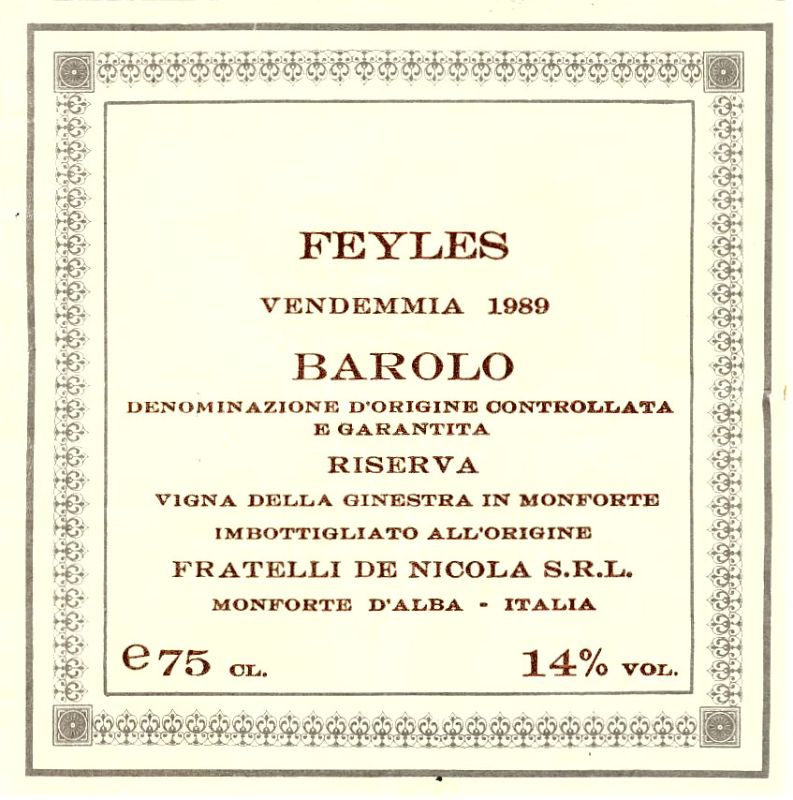 FEYLES
VENDEMMIA 1989
BAROLO
DENOMINAZIONE D'ORIGINE CONTROLLATA
E GARANTITA
RISERVA
VIGNA DELLA GINESTRA IN MONFORTE
IMBOTTIGLIATO ALL'ORIGINE
FRATELLI DE NICOLA S.R.L.
MONFORTE D'ALBA - ITALIA
e 75 CL. 14% VOL.